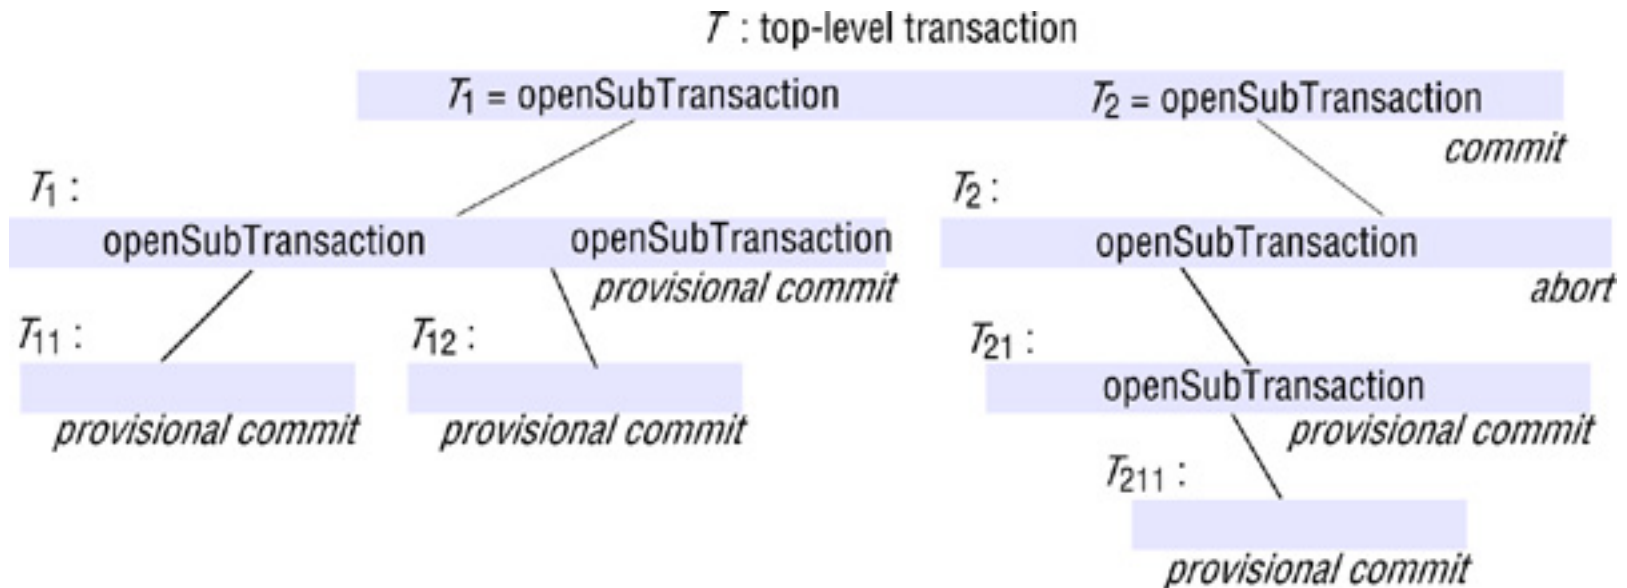 T : top-level transaction
T1 = openSubTransaction T2 = openSubTransaction
commit
T1 : T2 :
openSubTransaction openSubTransaction openSubTransaction
provisional commit abort
T11 : T12 : T21 :
openSubTransaction
provisional commit provisional commit provisional commit
T211 :
provisional commit